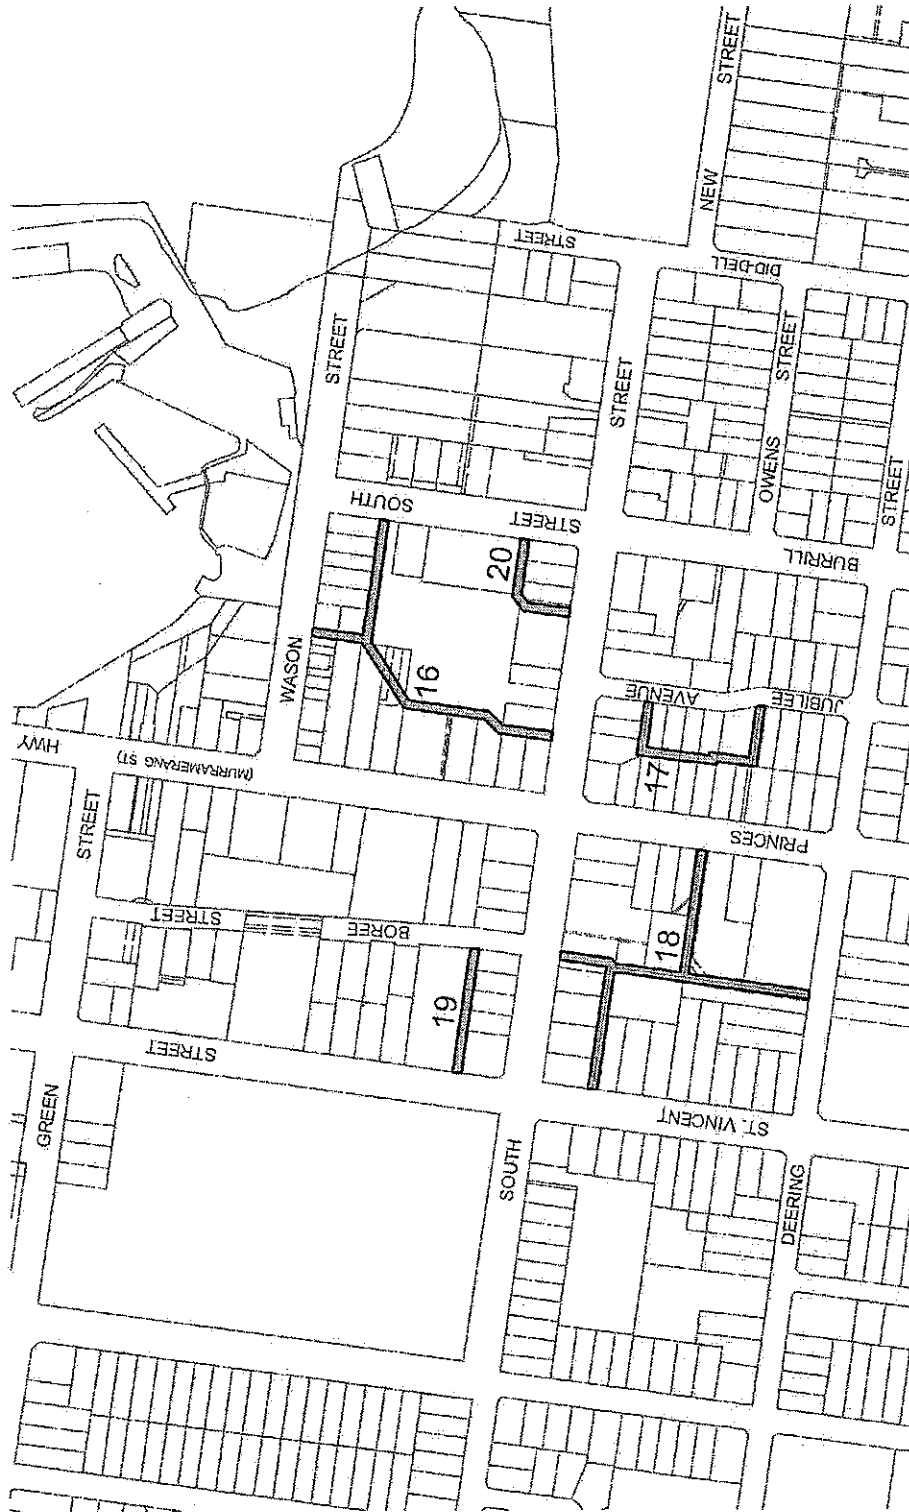 STREET
NEW
STREET
DID-DELL
STREET
STREET
STREET
OWENS
STREET
SOUTH
STREET
BURRILL
20
WASON
16
AVENUE
JUBILEE
17
HWY
(MURRAMERANG ST)
PRINCES
STREET
STREET
BOREE
18
19
STREET
GREEN
ST. VINCENT
SOUTH
DEERING